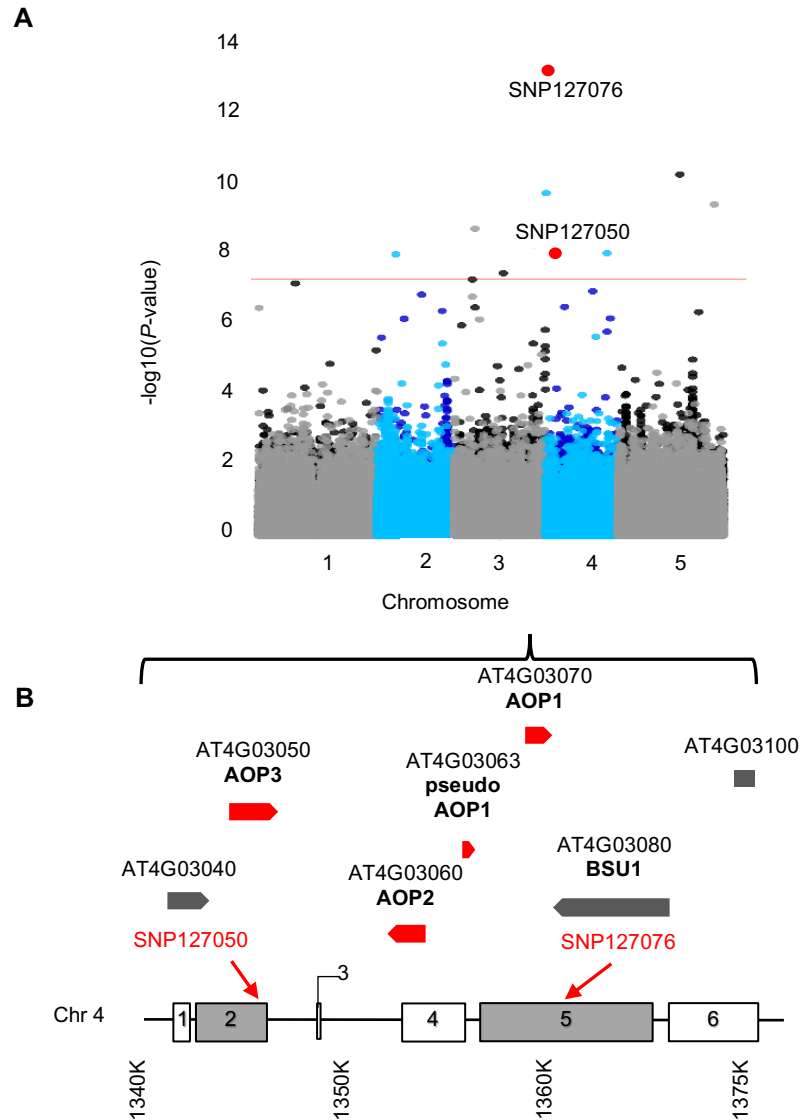 A
14
12
10
8
6
4
2
0
-log10(P-value)
SNP127076
SNP127050
1 2 3 4 5
Chromosome
B
AT4G03070
AOP1
AT4G03050
AOP3
AT4G03063
pseudo
AOP1
AT4G03100
AT4G03040
AT4G03060
AOP2
AT4G03080
BSU1
SNP127050
SNP127076
3
Chr 4
1 2 4 5 6
1340K 1350K 1360K 1375K